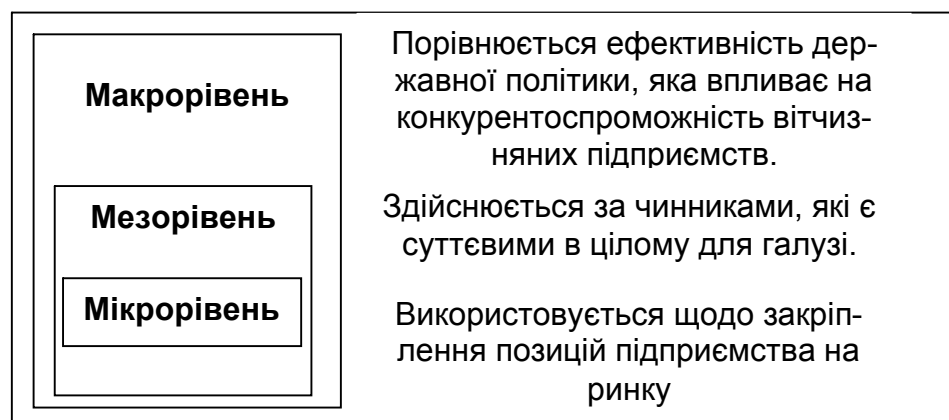 Макрорівень
Порівнюється ефективність дер-
жавної політики, яка впливає на
конкурентоспроможність вітчиз-
няних підприємств.
Мезорівень
Здійснюється за чинниками, які є
суттєвими в цілому для галузі.
Мікрорівень
Використовується щодо закріп-
лення позицій підприємства на
ринку